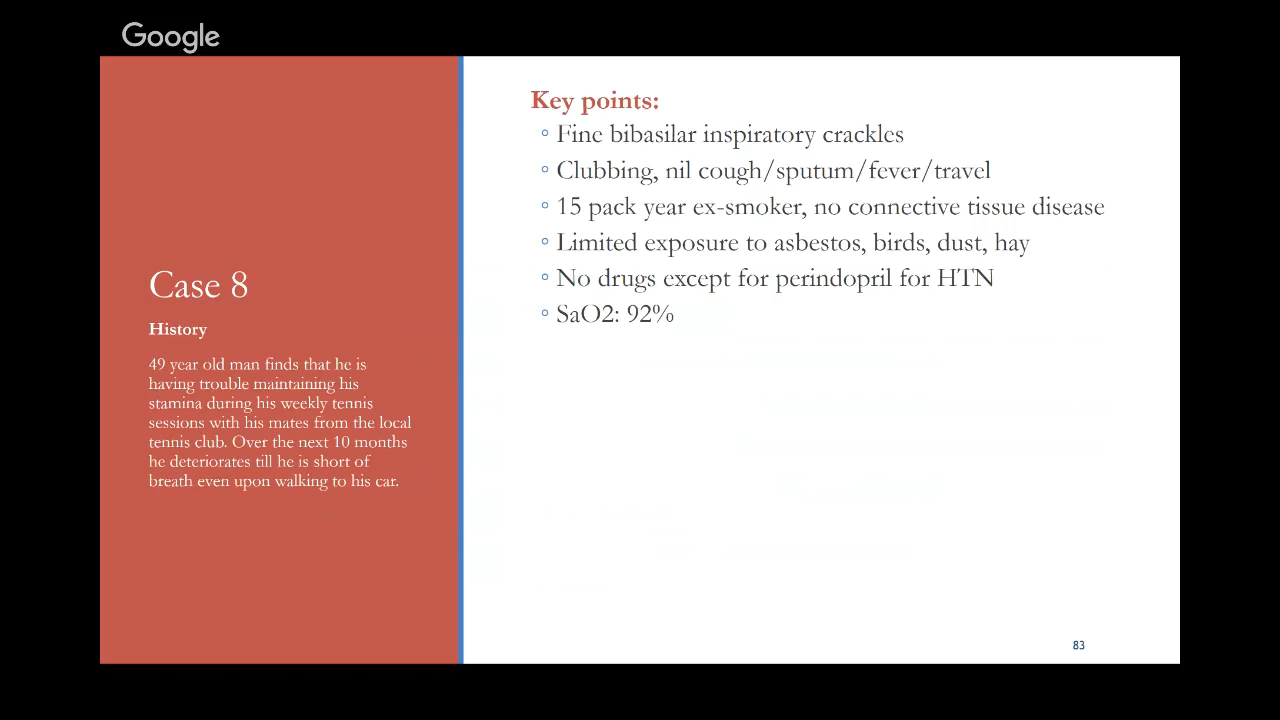 Google
Case 8
History
49 year old man finds that he is
having trouble maintaining his
stamina during his weekly tennis
sessions with his mates from the local
tennis club. Over the next 10 months
he deteriorates till he is short of
breath even upon walking to his car.
Key points:
◦ Fine bibasilar inspiratory crackles
◦ Clubbing, nil cough/sputum/fever/travel
◦ 15 pack year ex-smoker, no connective tissue disease
◦ Limited exposure to asbestos, birds, dust, hay
◦ No drugs except for perindopril for HTN
◦ SaO2: 92%
83